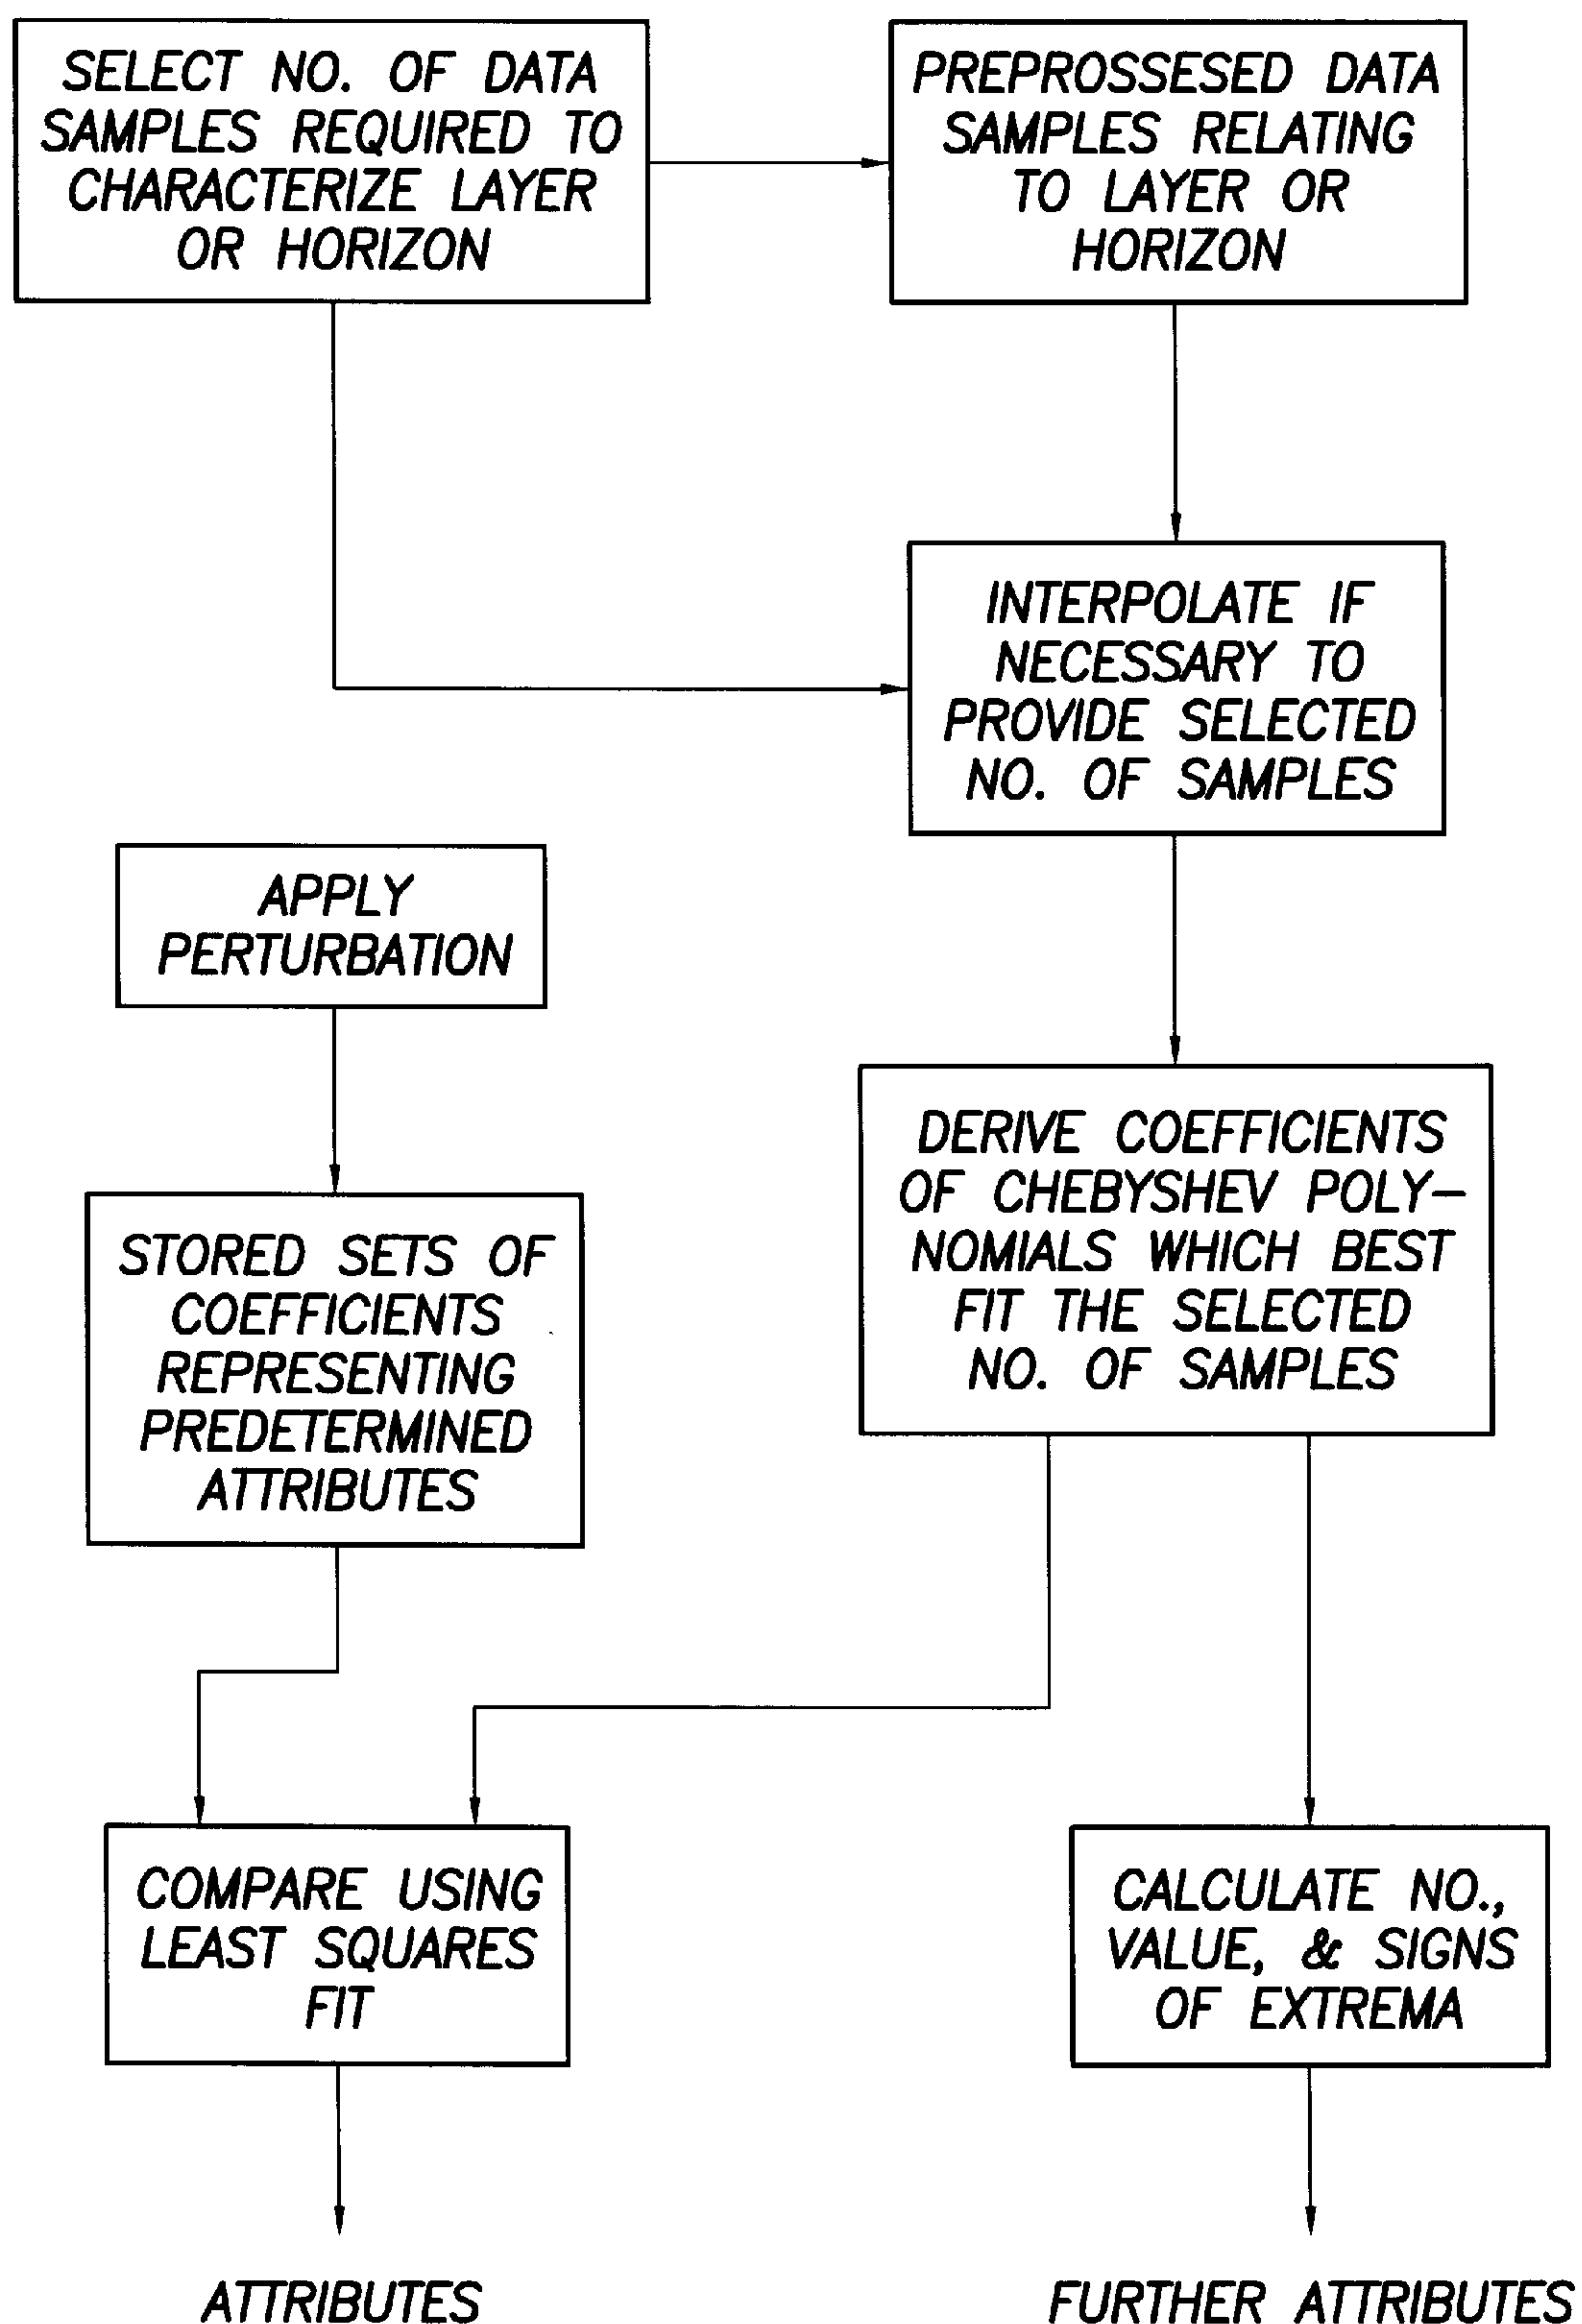 SELECT NO. OF DATA
SAMPLES REQUIRED TO
CHARACTERIZE LAYER
OR HORIZON
PREPROSSESED DATA
SAMPLES RELATING
TO LAYER OR
HORIZON
INTERPOLATE IF
NECESSARY TO
PROVIDE SELECTED
NO. OF SAMPLES
APPLY
PERTURBATION
DERIVE COEFFICIENTS
OF CHEBYSHEV POLY-
NOMIALS WHICH BEST
FIT THE SELECTED
NO. OF SAMPLES
STORED SETS OF
COEFFICIENTS
REPRESENTING
PREDETERMINED
ATTRIBUTES
COMPARE USING
LEAST SQUARES
FIT
CALCULATE NO.,
VALUE, & SIGNS
OF EXTREMA
ATTRIBUTES
FURTHER ATTRIBUTES